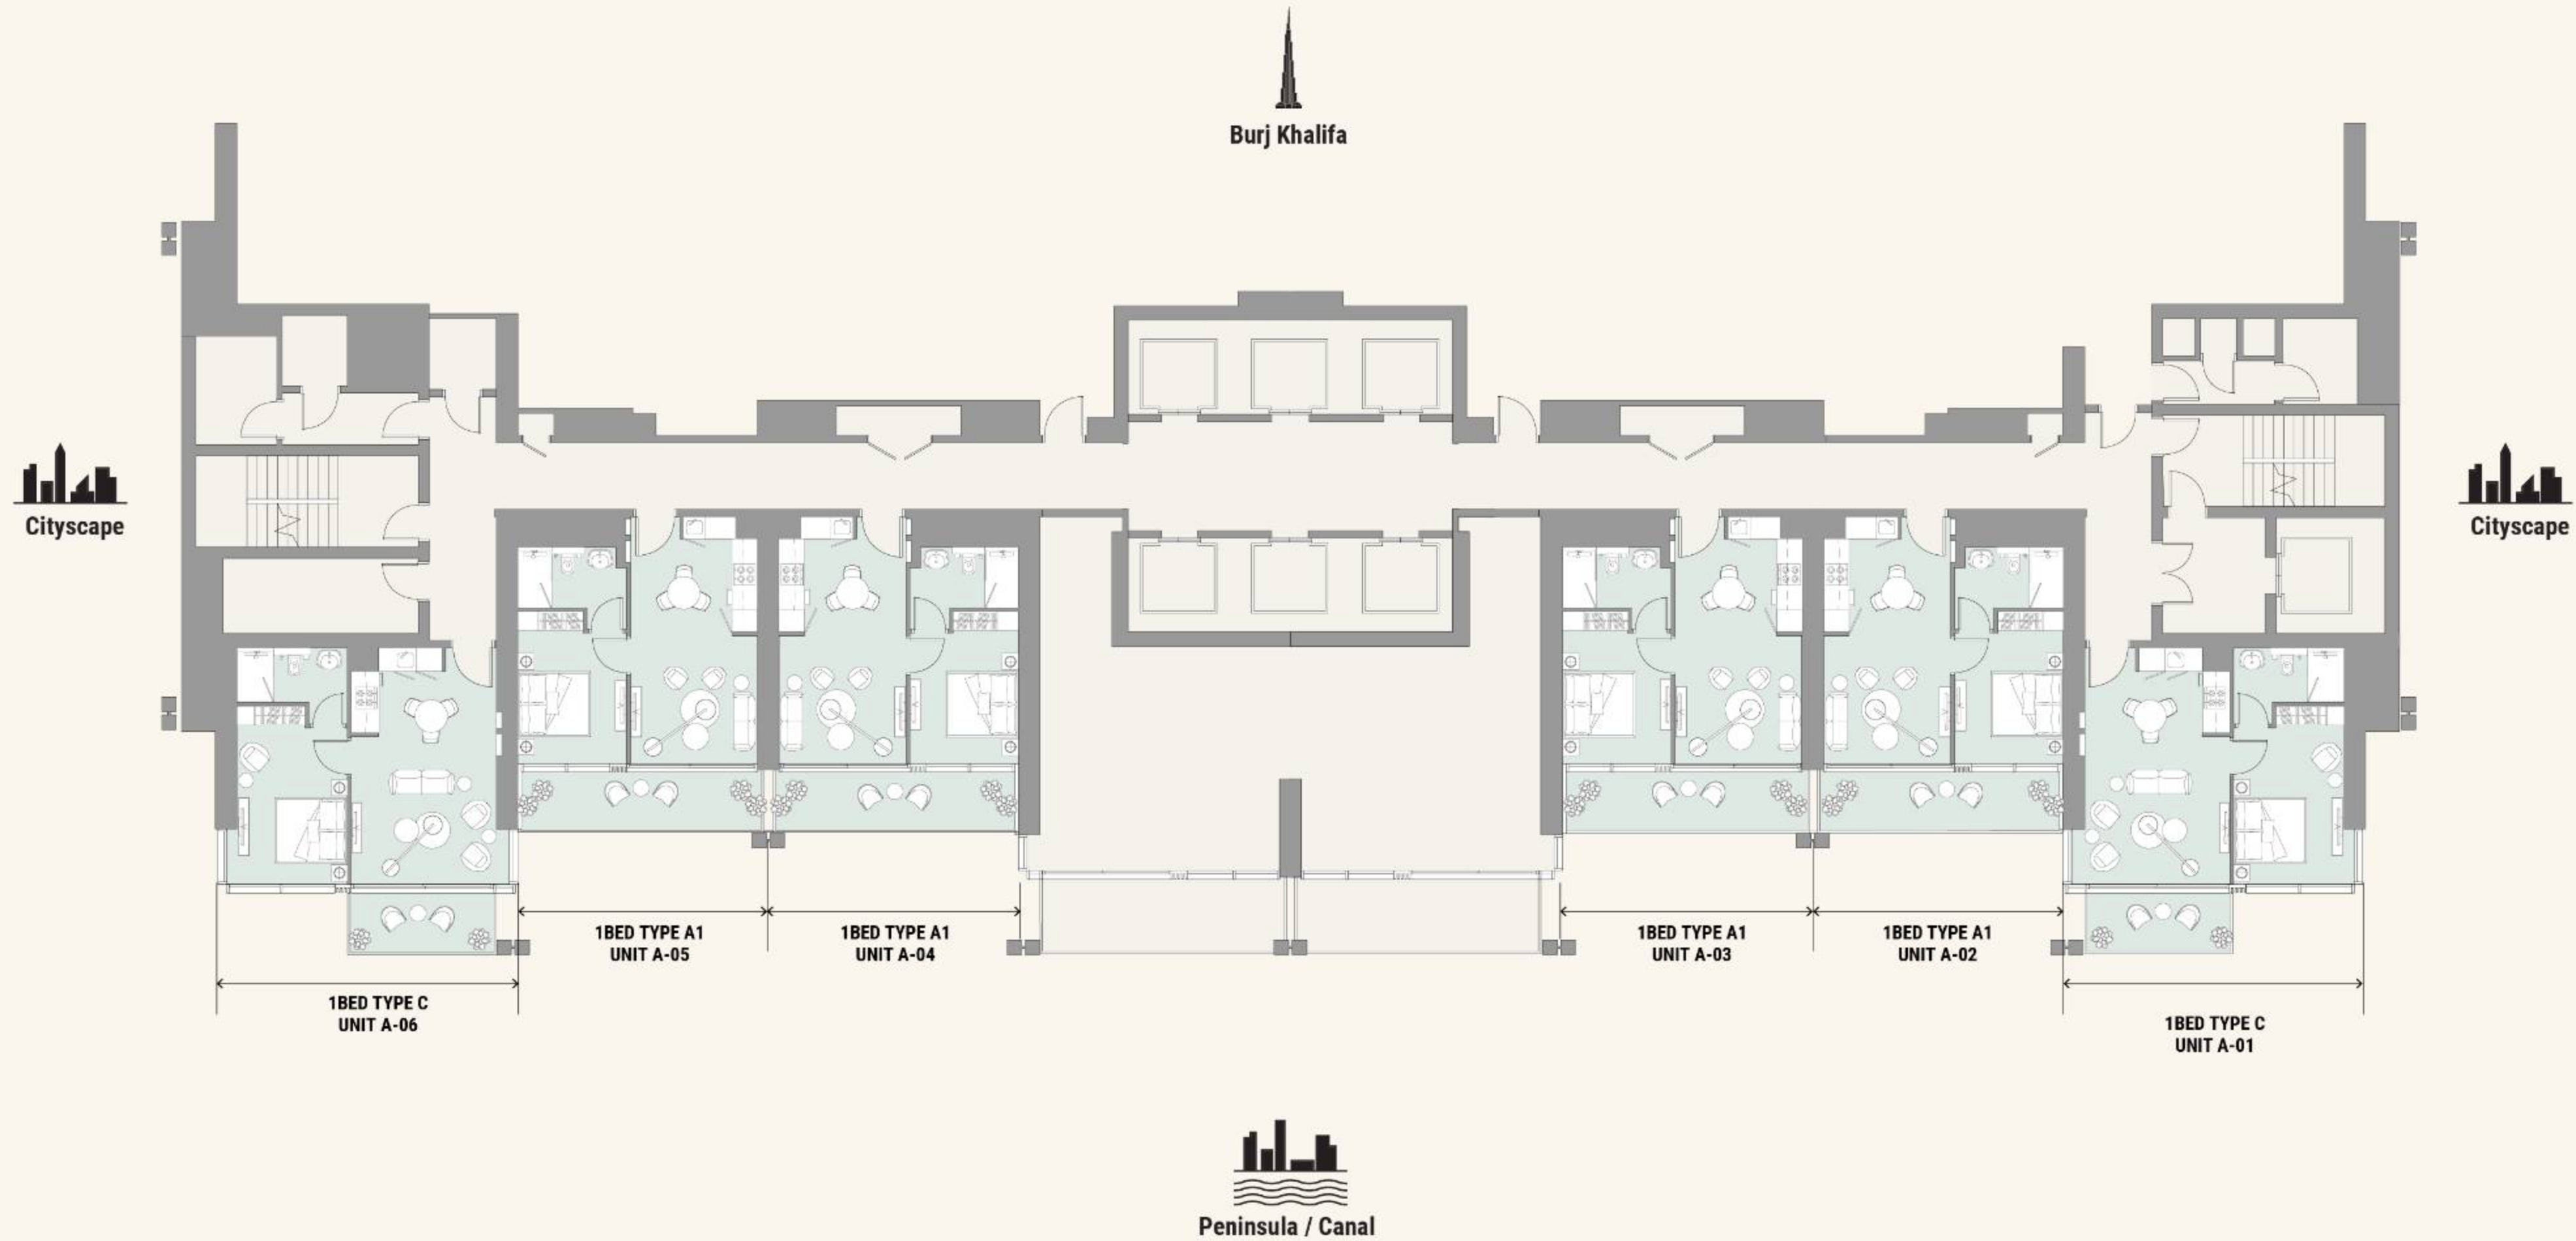 Burj Khalifa
Cityscape
Cityscape
1BED TYPE A1
UNIT A-05
1BED TYPE A1
UNIT A-04
1BED TYPE A1
UNIT A-03
1BED TYPE A1
UNIT A-02
1BED TYPE C
UNIT A-06
1BED TYPE C
UNIT A-01
Peninsula / Canal